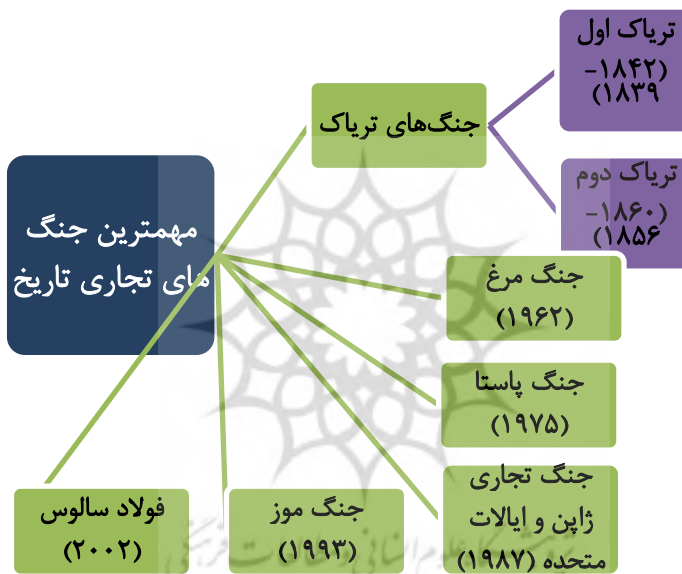 مهمترین جنگ
های تجاری تاریخ
جنگ‌های تریاک
تریاک اول
(۱۸۴۲-
۱۸۳۹)
تریاک دوم
(۱۸۶۰-
۱۸۵۶)
جنگ مرغ
(۱۹۶۲)
جنگ پاستا
(۱۹۷۵)
جنگ تجاری
ژاپن و ایالات
متحده (۱۹۸۷)
جنگ موز
(۱۹۹۳)
فولاد سالوس
(۲۰۰۲)